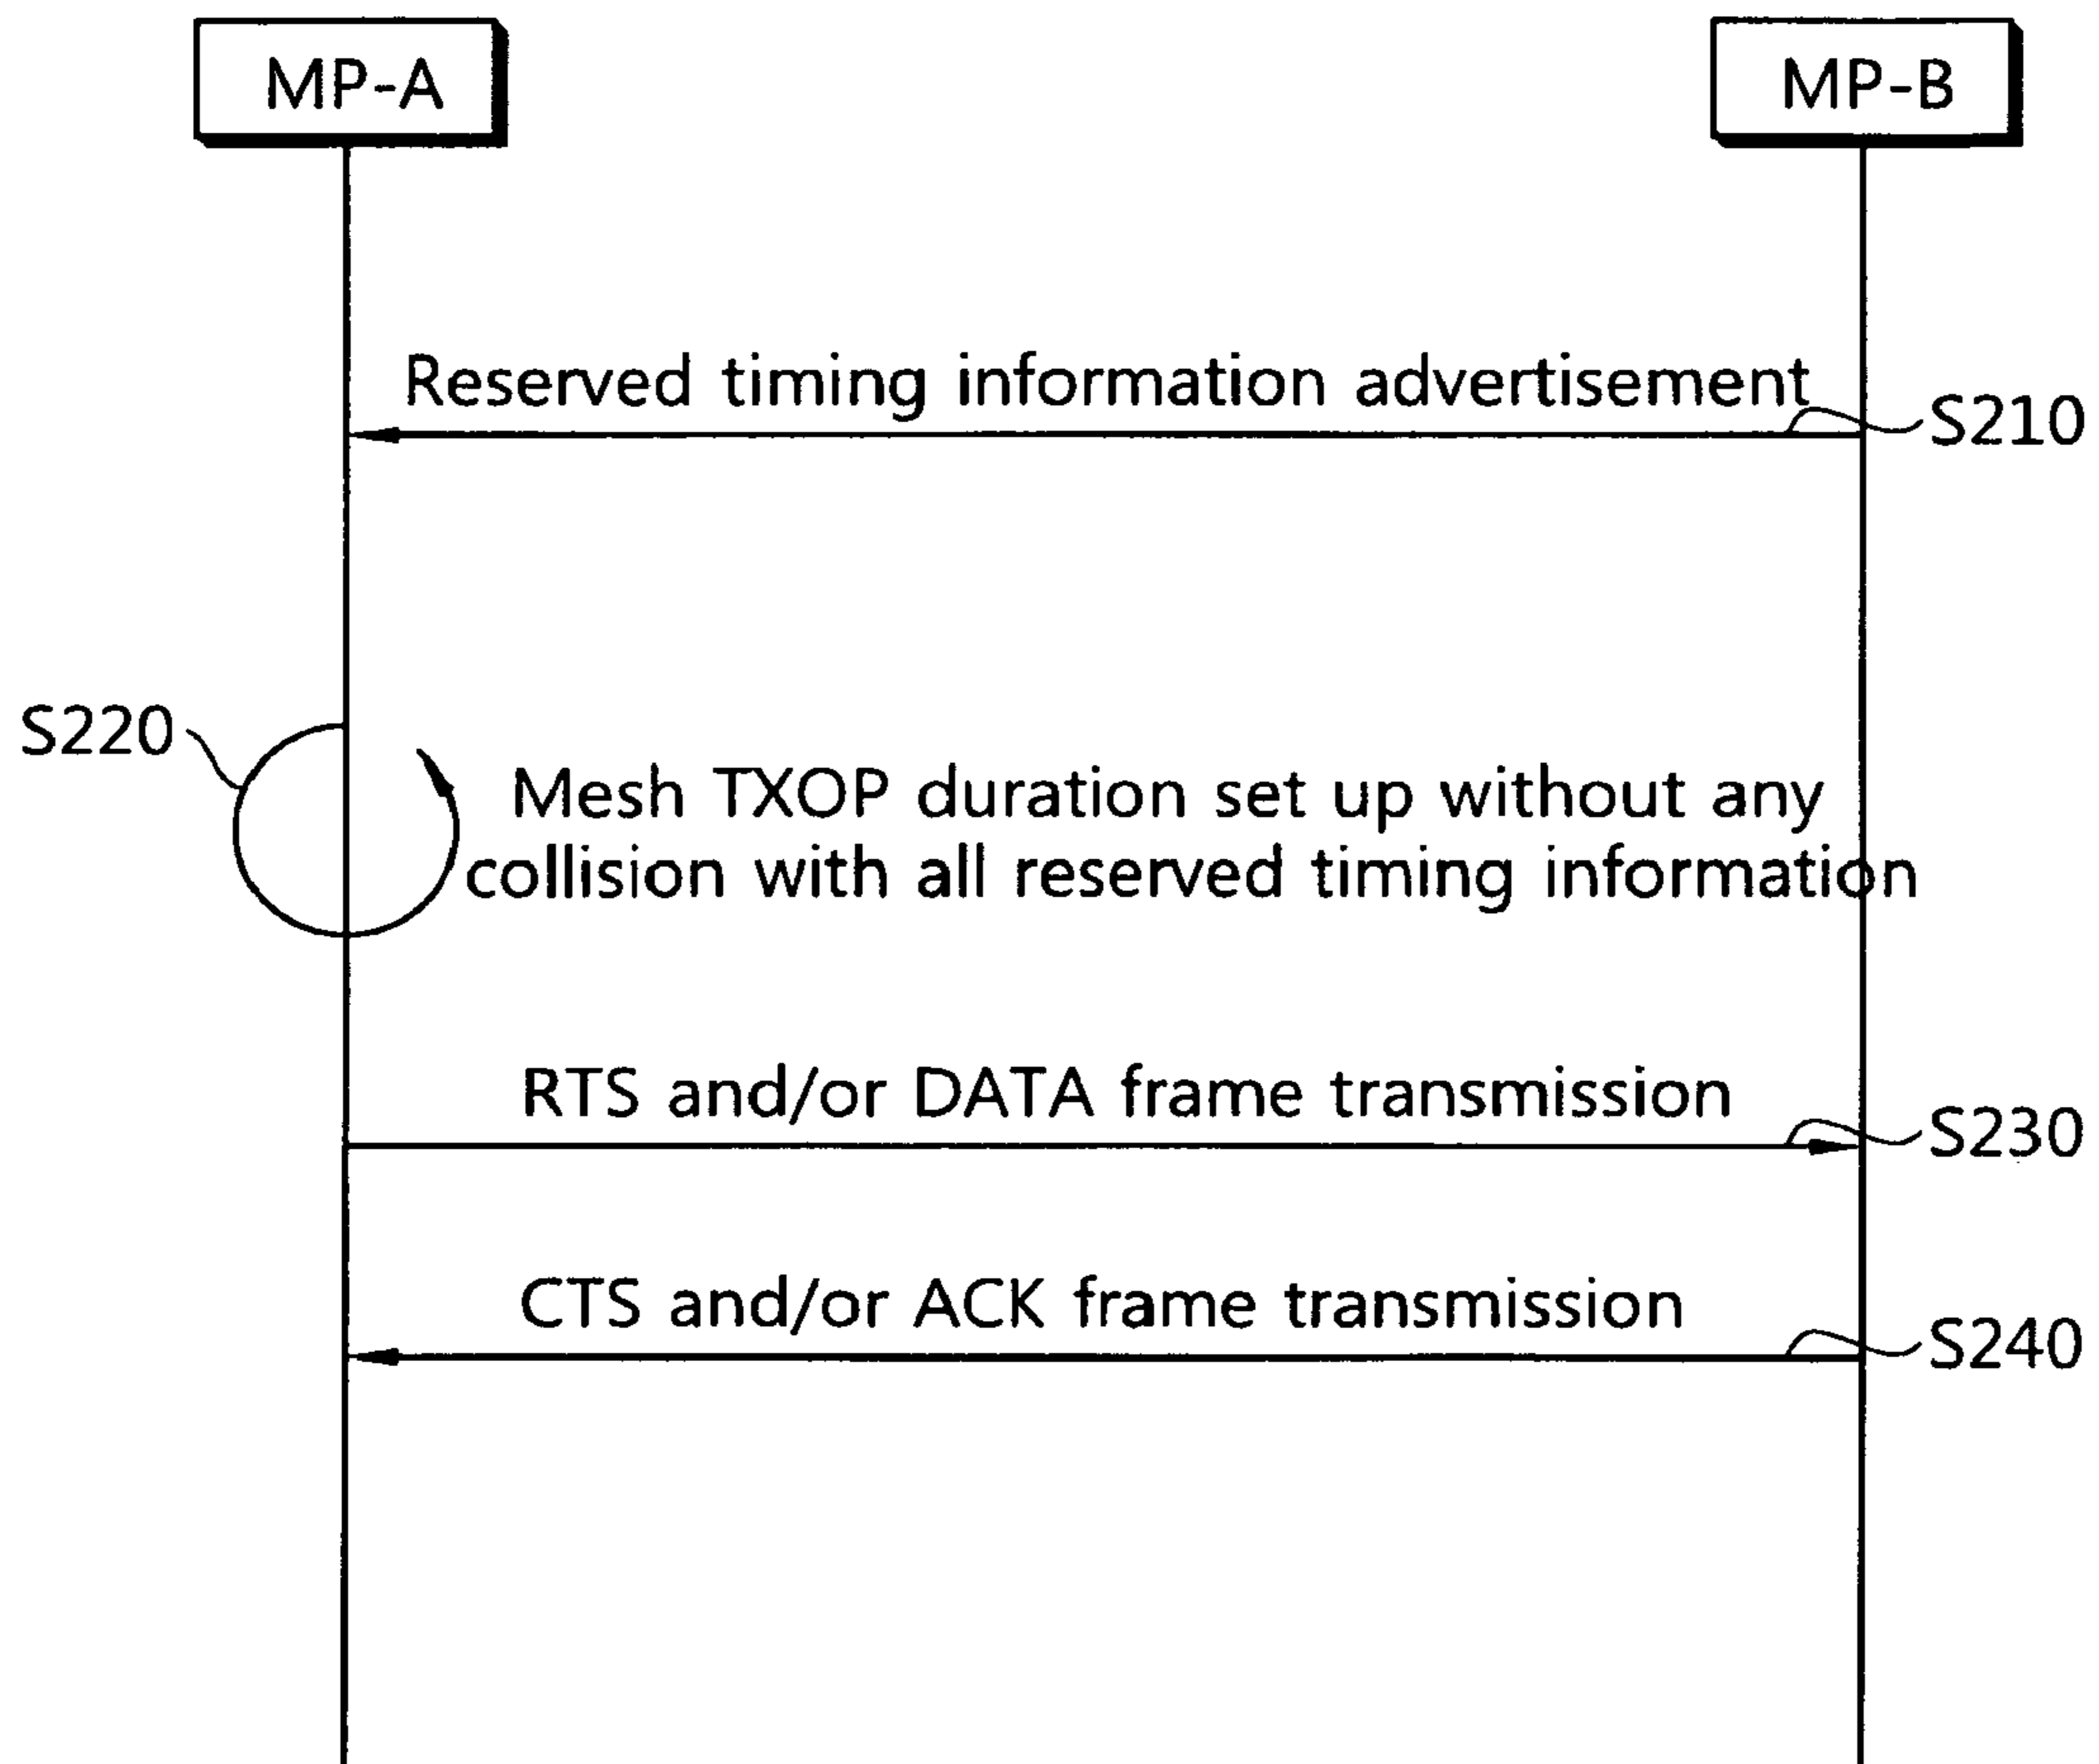 MP-A
MP-B
Reserved timing information advertisement
S210
S220
Mesh TXOP duration set up without any
collision with all reserved timing information
RTS and/or DATA frame transmission
S230
CTS and/or ACK frame transmission
S240